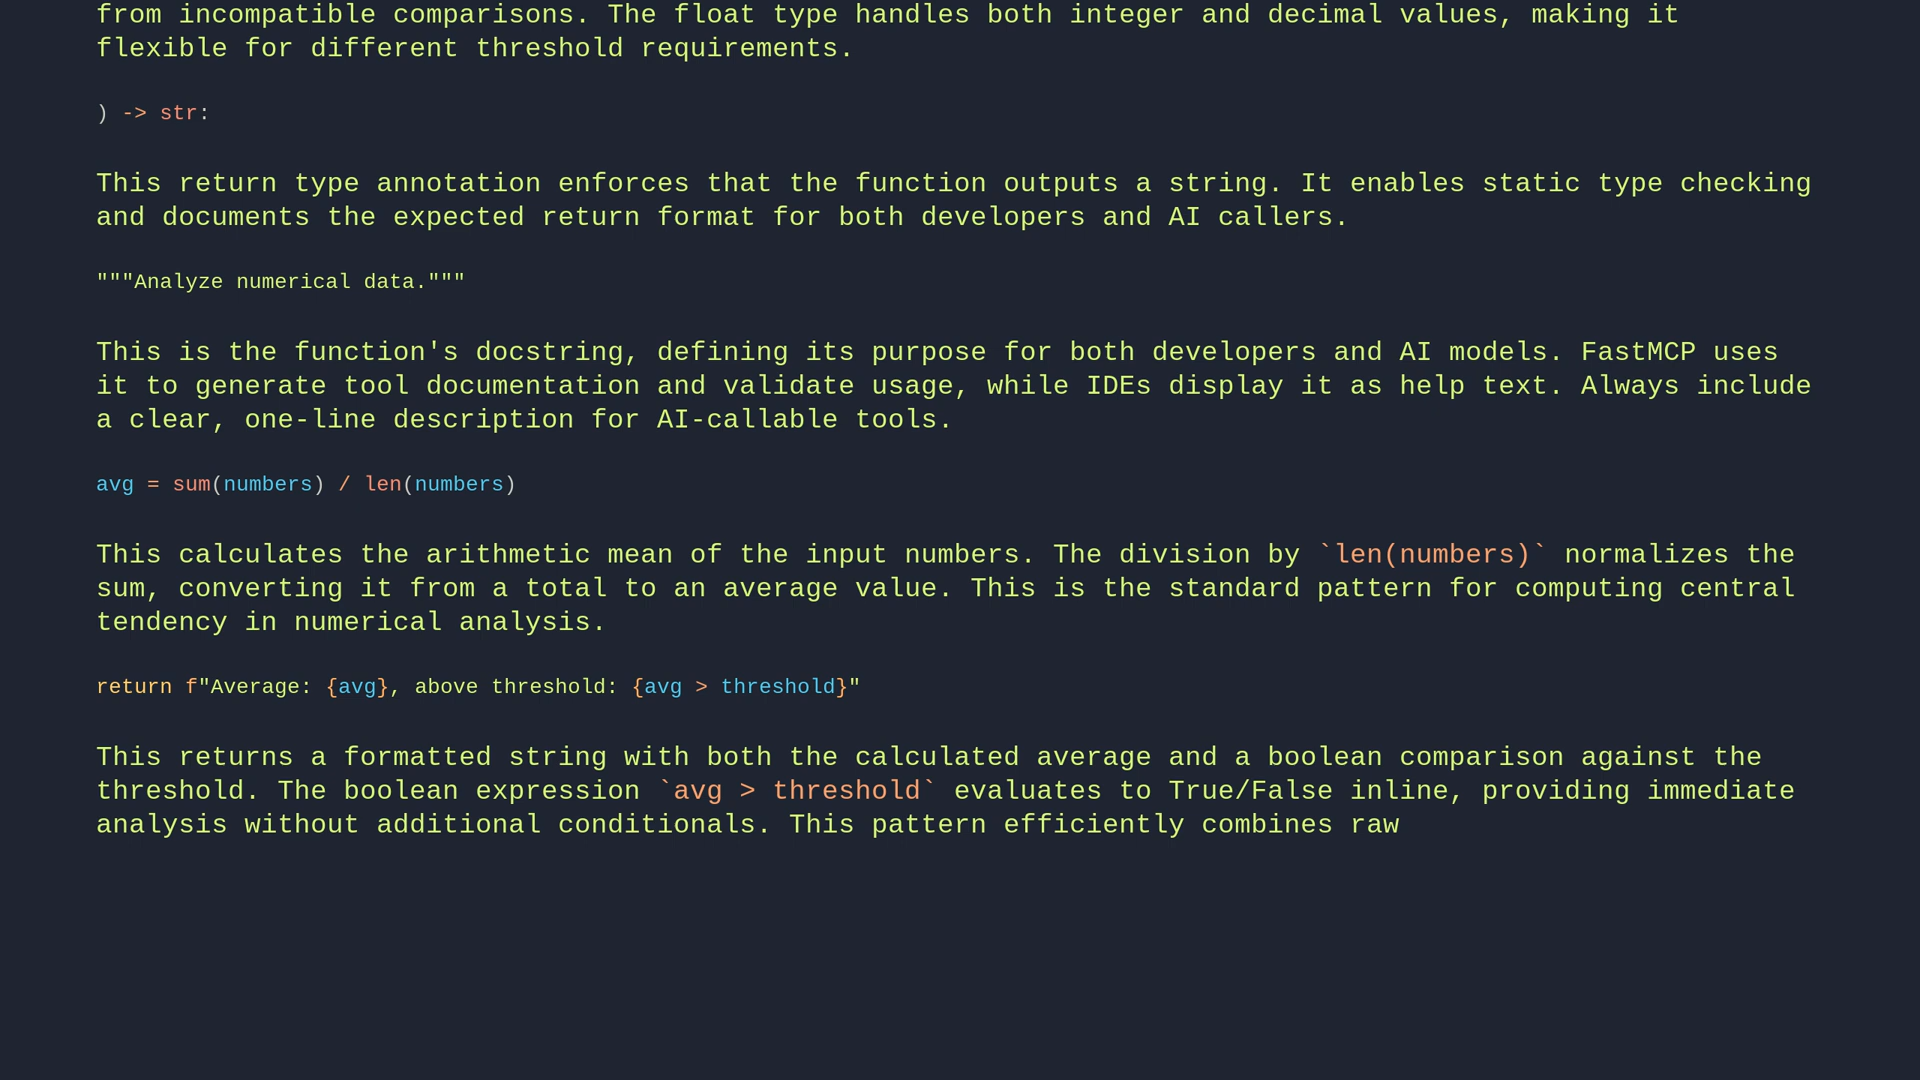 from incompatible comparisons. The float type handles both integer and decimal values, making it
flexible for different threshold requirements.
) -> str:
This return type annotation enforces that the function outputs a string. It enables static type checking
and documents the expected return format for both developers and AI callers.
"""Analyze numerical data."""
This is the function's docstring, defining its purpose for both developers and AI models. FastMCP uses
it to generate tool documentation and validate usage, while IDEs display it as help text. Always include
a clear, one-line description for AI-callable tools.
avg = sum(numbers) / len(numbers)
This calculates the arithmetic mean of the input numbers. The division by `len(numbers)` normalizes the
sum, converting it from a total to an average value. This is the standard pattern for computing central
tendency in numerical analysis.
return f"Average: {avg}, above threshold: {avg > threshold}"
This returns a formatted string with both the calculated average and a boolean comparison against the
threshold. The boolean expression `avg > threshold` evaluates to True/False inline, providing immediate
analysis without additional conditionals. This pattern efficiently combines raw